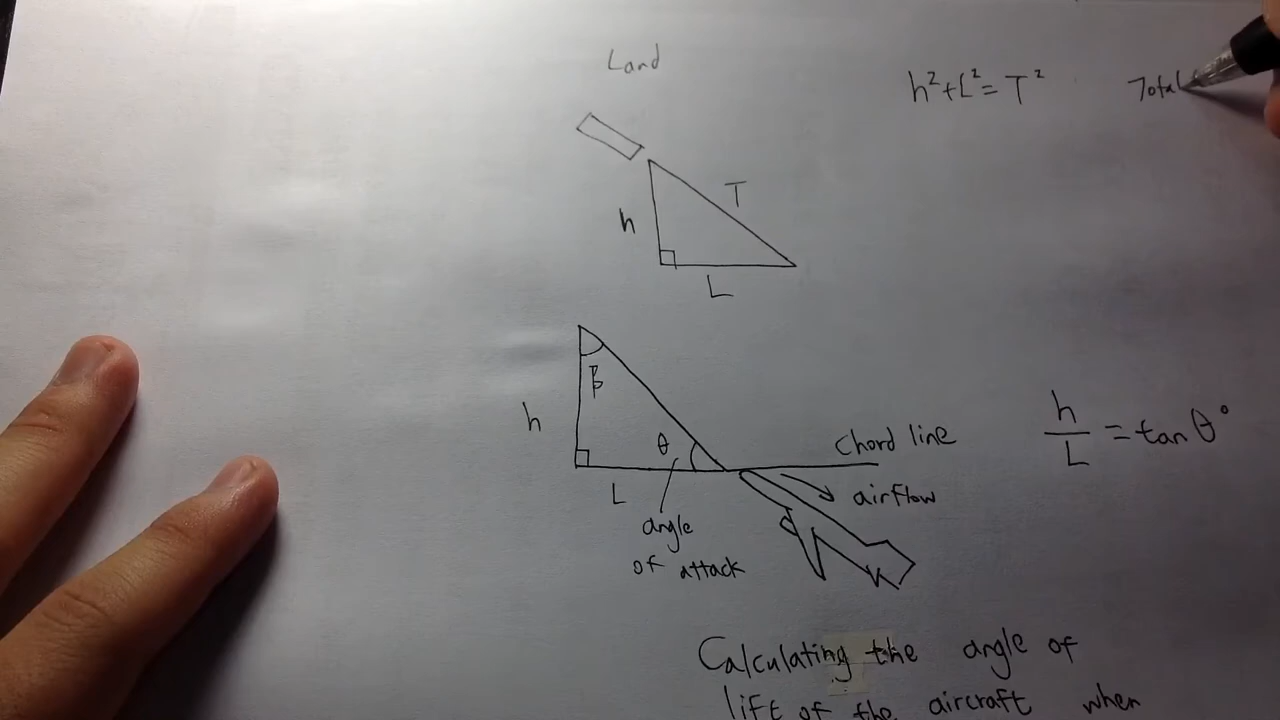 Land
h²+L²=T²
Total
T
h
L
β
h
θ
chord line
h/L = tanθ°
L
airflow
angle
of attack
Calculating the angle of
lift of the aircraft when